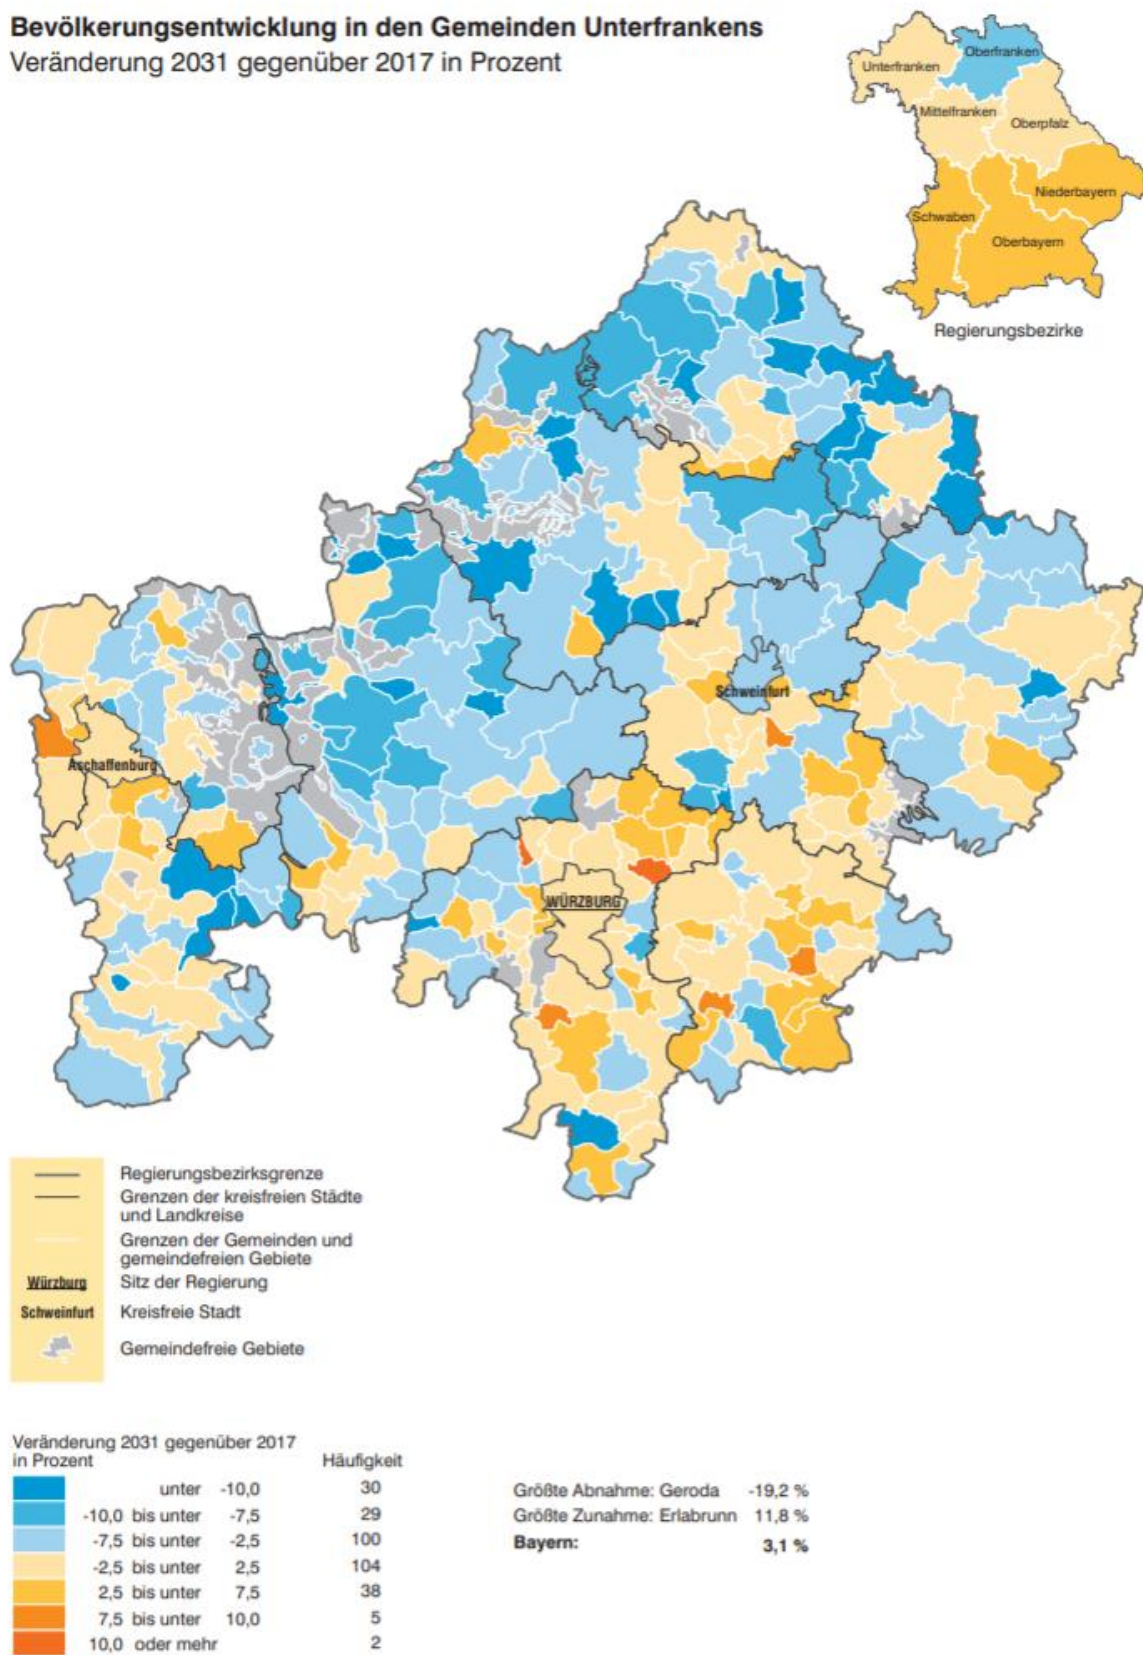 Bevölkerungsentwicklung in den Gemeinden Unterfrankens
Veränderung 2031 gegenüber 2017 in Prozent
Oberfranken
Unterfranken
Mittelfranken
Oberpfalz
Niederbayern
Schwaben
Oberbayern
Regierungsbezirke
Schweinfurt
Aschaffenburg
WÜRZBURG
Regierungsbezirksgrenze
Grenzen der kreisfreien Städte
und Landkreise
Grenzen der Gemeinden und
gemeindefreien Gebiete
Würzburg Sitz der Regierung
Schweinfurt Kreisfreie Stadt
Gemeindefreie Gebiete
Veränderung 2031 gegenüber 2017
in Prozent Häufigkeit
unter -10,0 30
-10,0 bis unter -7,5 29
-7,5 bis unter -2,5 100
-2,5 bis unter 2,5 104
2,5 bis unter 7,5 38
7,5 bis unter 10,0 5
10,0 oder mehr 2
Größte Abnahme: Geroda -19,2 %
Größte Zunahme: Erlabrunn 11,8 %
Bayern: 3,1 %